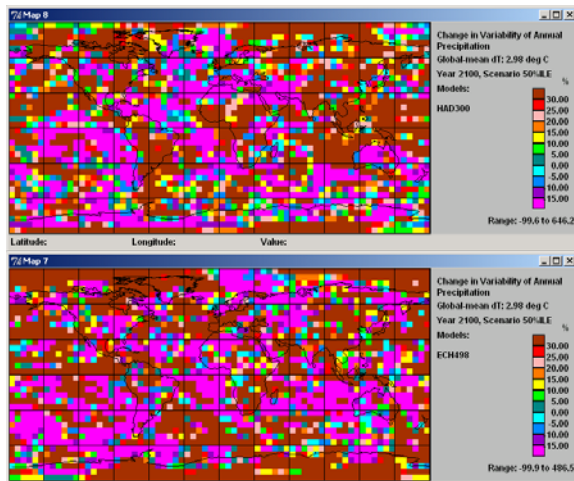 Map 8
Change in Variability of Annual
Precipitation
Global-mean dT: 2.98 deg C
Year 2100, Scenario 50%ILE
%
Models:
HAD300
30.00
25.00
20.00
15.00
10.00
5.00
0.00
-5.00
10.00
15.00
Range: -99.6 to 646.2
Latitude: Longitude: Value:
Map 7
Change in Variability of Annual
Precipitation
Global-mean dT: 2.98 deg C
Year 2100, Scenario 50%ILE
%
Models:
ECH498
30.00
25.00
20.00
15.00
10.00
5.00
0.00
-5.00
10.00
15.00
Range: -99.9 to 486.5